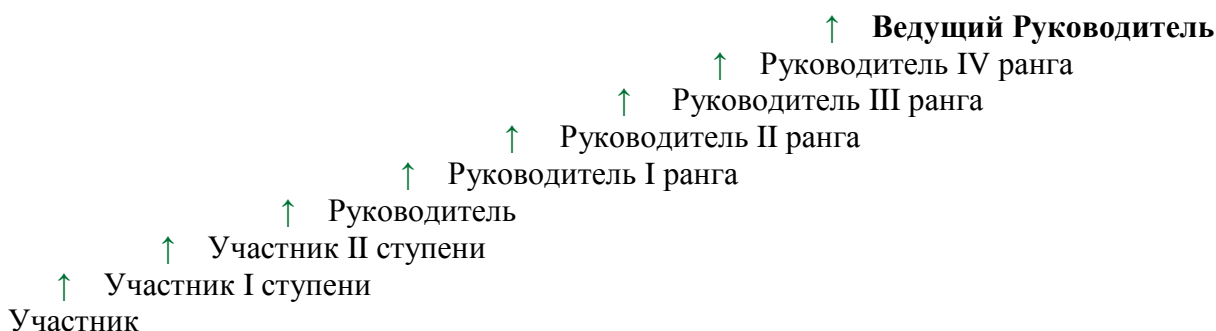 ↑ Ведущий Руководитель
↑ Руководитель IV ранга
↑ Руководитель III ранга
↑ Руководитель II ранга
↑ Руководитель I ранга
↑ Руководитель
↑ Участник II ступени
↑ Участник I ступени
Участник